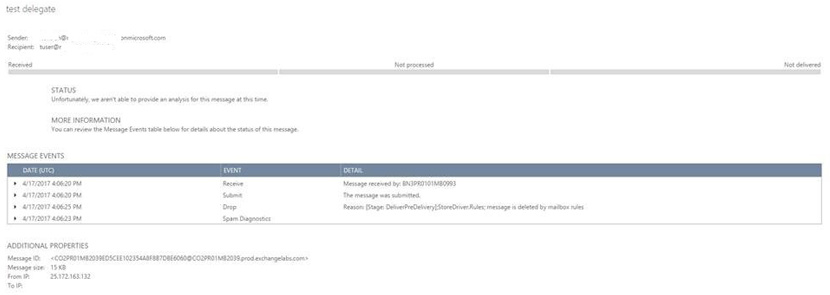 test delegate
Sender: onmicrosoft.com
Recipient: tuser@r
Received Not processed Not delivered
STATUS
Unfortunately, we aren't able to provide an analysis for this message at this time.
MORE INFORMATION
You can review the Message Events table below for details about the status of this message.
MESSAGE EVENTS
DATE (UTC) EVENT DETAIL
4/17/2017 4:06:20 PM Receive Message received by: BN3PR0101MB0993
4/17/2017 4:06:20 PM Submit The message was submitted.
4/17/2017 4:06:25 PM Drop Reason: [Stage: DeliverPreDelivery];StoreDriver.Rules; message is deleted by mailbox rules
4/17/2017 4:06:23 PM Spam Diagnostics
ADDITIONAL PROPERTIES
Message ID: <CO2PR01MB2039ED5CEE102354A8F8B7DBE6060@CO2PR01MB2039.prod.exchangelabs.com>
Message size: 15 KB
From IP: 25.172.163.132
To IP: